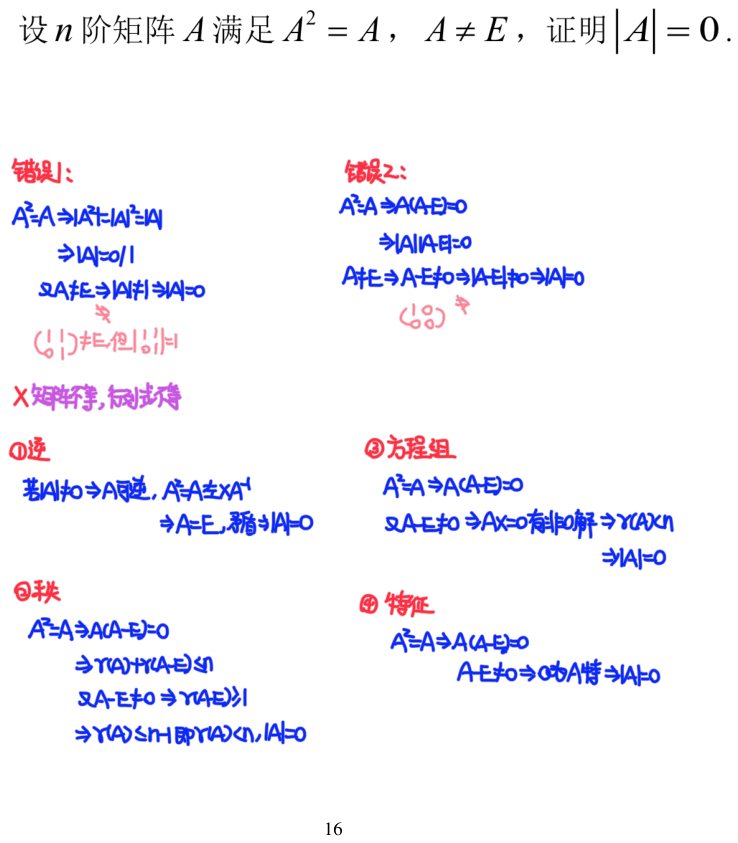 设n阶矩阵A满足A²=A，A≠E，证明|A|=0.
错误1:
A²=A⇒|A²|=|A|²=|A|
⇒|A|=0/1
又A≠E⇒|A|≠1⇒|A|=0
(1 1
0 1)≠E,但|1 1
0 1|=1
×矩阵不等,行列式不等
错误2:
A²=A⇒A(A-E)=0
⇒|A||A-E|=0
A≠E⇒A-E≠0⇒|A-E|≠0⇒|A|=0
(1 0
0 0)
①逆
若|A|≠0⇒A可逆,A²=A左×A⁻¹
⇒A=E,矛盾⇒|A|=0
②秩
A²=A⇒A(A-E)=0
⇒r(A)+r(A-E)≤n
又A-E≠0⇒r(A-E)≥1
⇒r(A)≤n-1即r(A)<n,|A|=0
③方程组
A²=A⇒A(A-E)=0
又A-E≠0⇒Ax=0有非0解⇒r(A)<n
⇒|A|=0
④特征
A²=A⇒A(A-E)=0
A-E≠0⇒0为A特⇒|A|=0
16